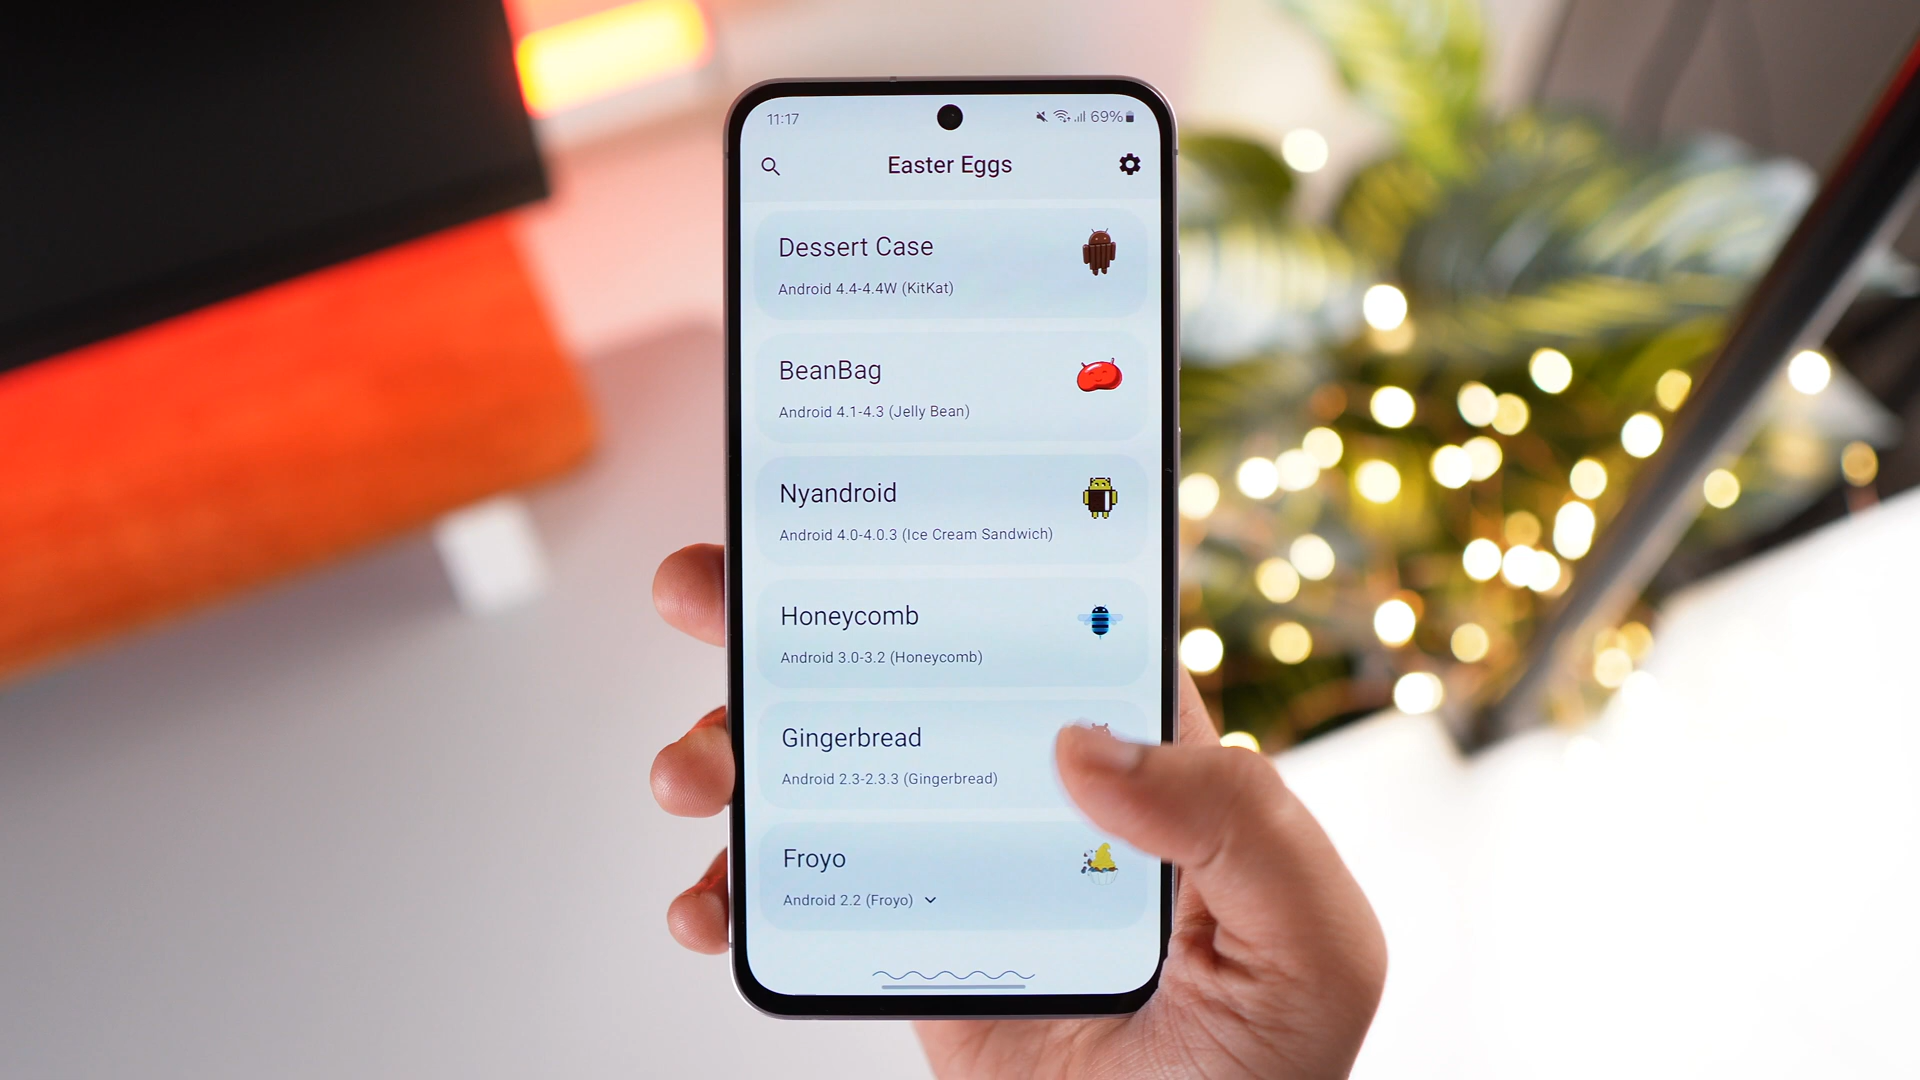 11:17
69%
Easter Eggs
Dessert Case
Android 4.4-4.4W (KitKat)
BeanBag
Android 4.1-4.3 (Jelly Bean)
Nyandroid
Android 4.0-4.0.3 (Ice Cream Sandwich)
Honeycomb
Android 3.0-3.2 (Honeycomb)
Gingerbread
Android 2.3-2.3.3 (Gingerbread)
Froyo
Android 2.2 (Froyo)